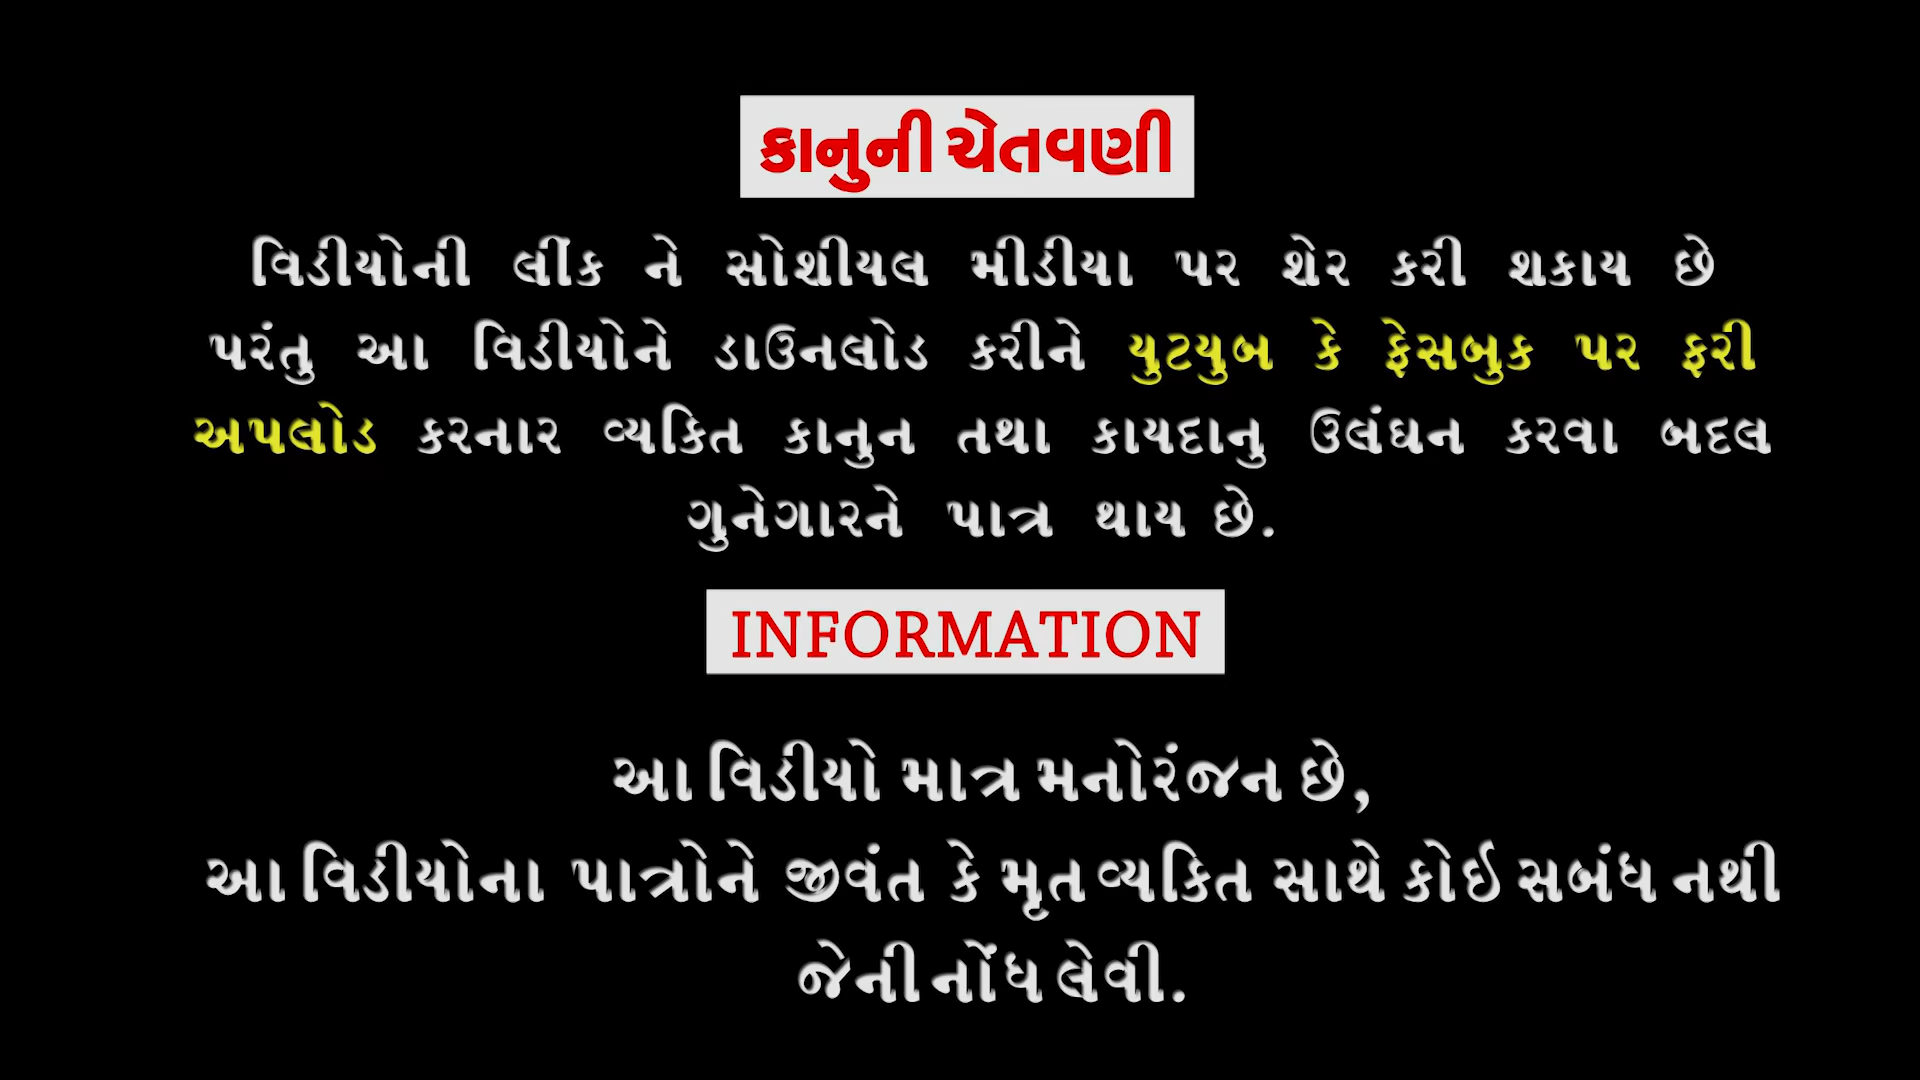 કાનુની ચેતવણી
વિડીયોની લીંક ને સોશીયલ મીડીયા પર શેર કરી શકાય છે
પરંતુ આ વિડીયોને ડાઉનલોડ કરીને યુટયુબ કે ફેસબુક પર ફરી
અપલોડ કરનાર વ્યકિત કાનુન તથા કાયદાનુ ઉલંઘન કરવા બદલ
ગુનેગારને પાત્ર થાય છે.
INFORMATION
આ વિડીયો માત્ર મનોરંજન છે,
આ વિડીયોના પાત્રોને જીવંત કે મૃત વ્યકિત સાથે કોઇ સબંધ નથી
જેની નોંધ લેવી.